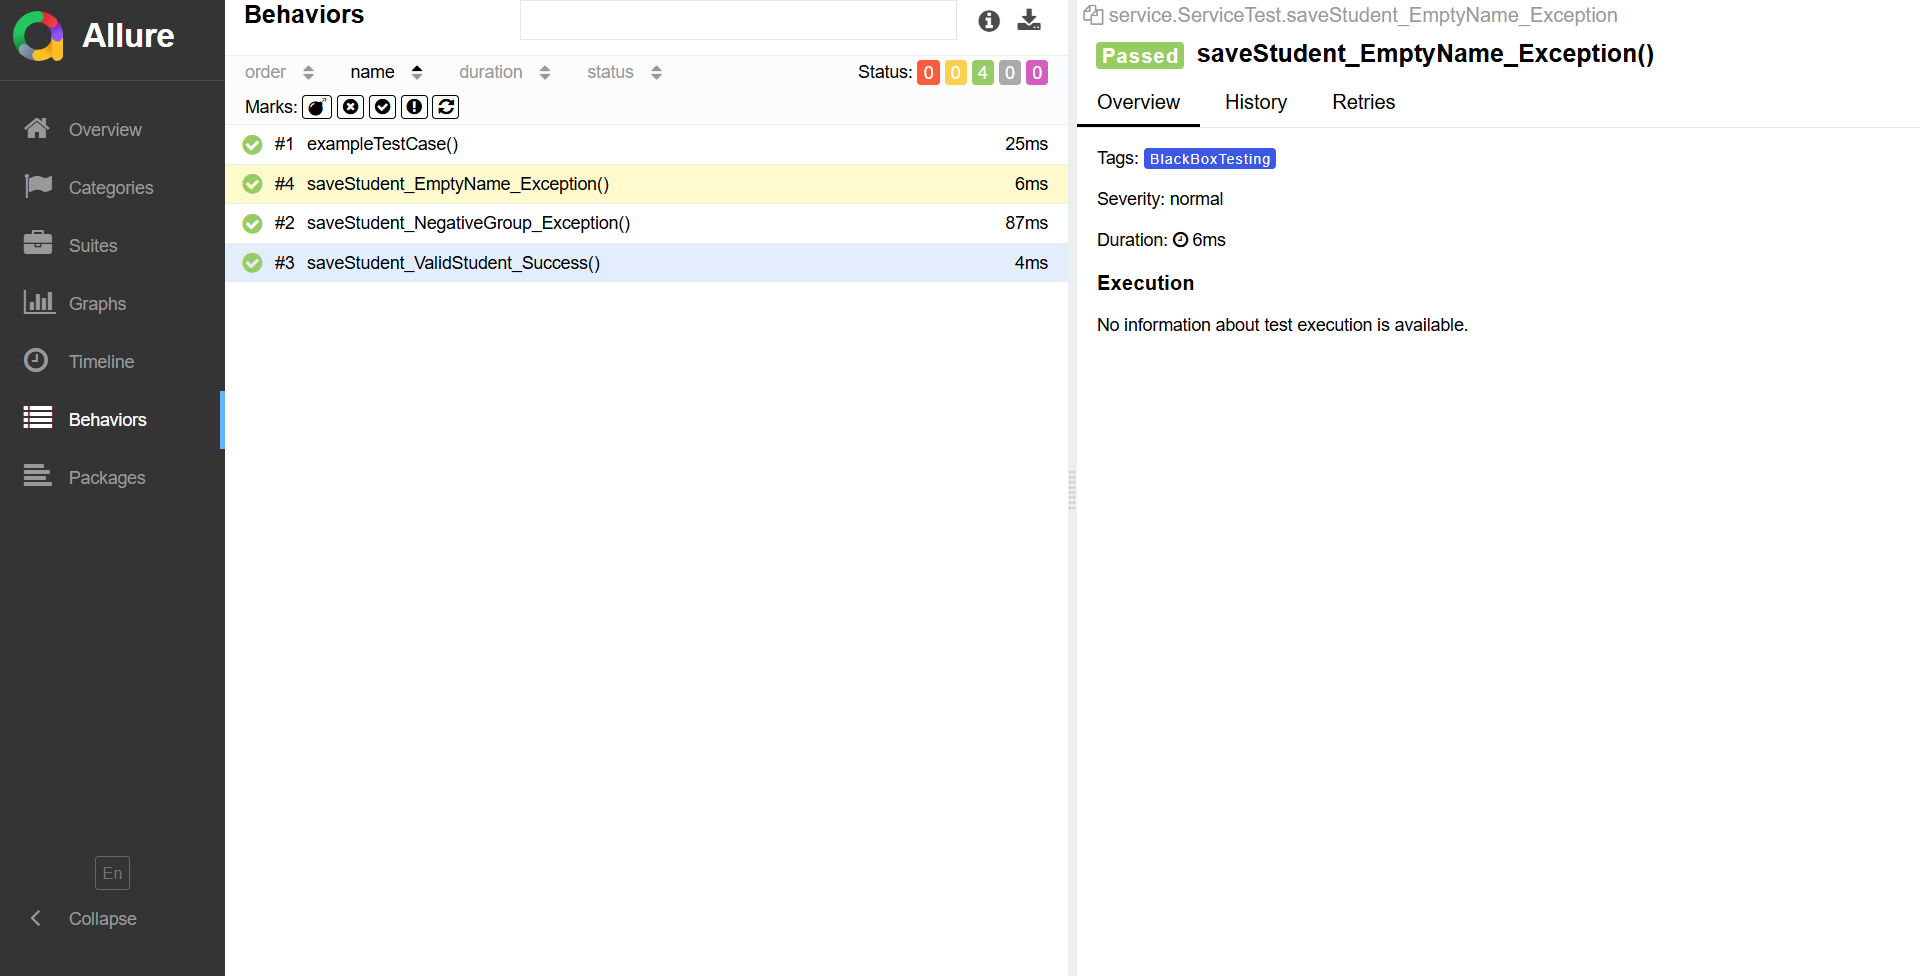 Allure
Overview
Categories
Suites
Graphs
Timeline
Behaviors
Packages
En
Collapse
Behaviors
order name duration status Status: 0 0 4 0 0
Marks:
#1 exampleTestCase() 25ms
#4 saveStudent_EmptyName_Exception() 6ms
#2 saveStudent_NegativeGroup_Exception() 87ms
#3 saveStudent_ValidStudent_Success() 4ms
service.ServiceTest.saveStudent_EmptyName_Exception
Passed saveStudent_EmptyName_Exception()
Overview History Retries
Tags: BlackBoxTesting
Severity: normal
Duration: 6ms
Execution
No information about test execution is available.